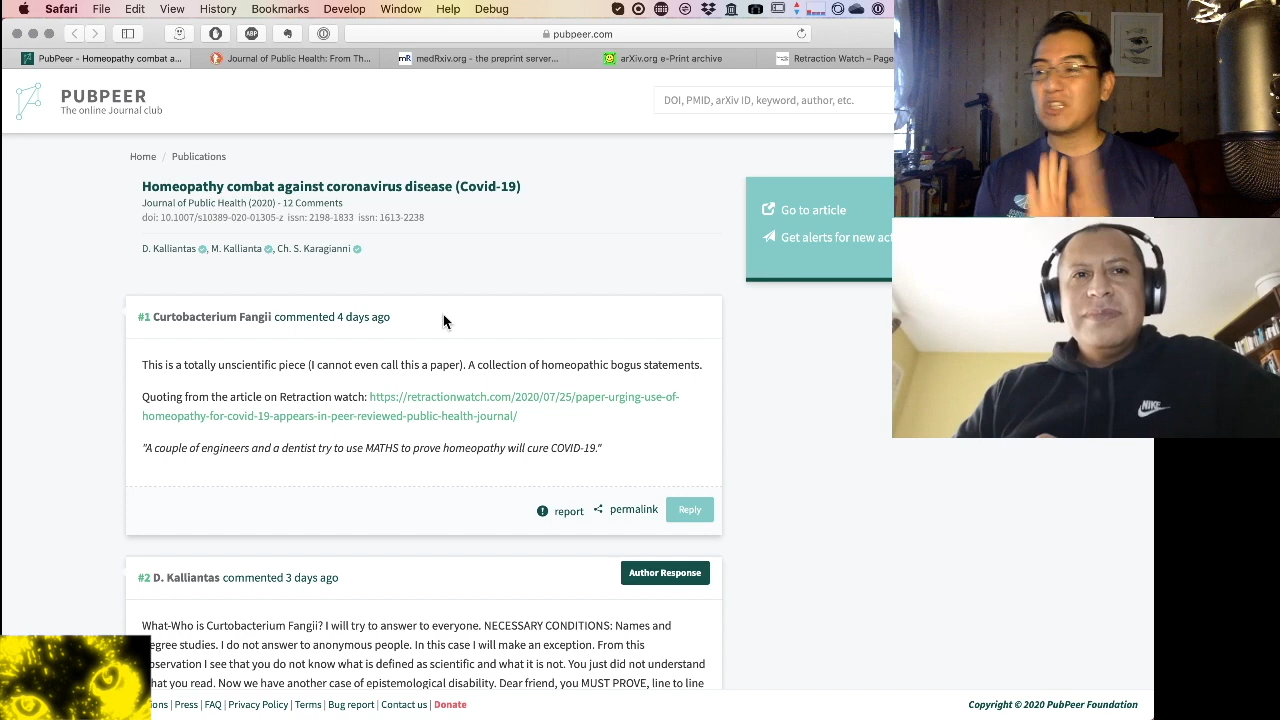 Safari File Edit View History Bookmarks Develop Window Help Debug
ABP
pubpeer.com
PubPeer - Homeopathy combat a...
Journal of Public Health: From Th...
mR medRxiv.org - the preprint server...
arXiv.org e-Print archive
Retraction Watch – Page
PUBPEER
The online Journal club
DOI, PMID, arXiv ID, keyword, author, etc.
Home / Publications
Homeopathy combat against coronavirus disease (Covid-19)
Journal of Public Health (2020) - 12 Comments
doi: 10.1007/s10389-020-01305-z issn: 2198-1833 issn: 1613-2238
D. Kalliantas , M. Kallianta , Ch. S. Karagianni
Go to article
Get alerts for new act
#1 Curtobacterium Fangii commented 4 days ago
This is a totally unscientific piece (I cannot even call this a paper). A collection of homeopathic bogus statements.
Quoting from the article on Retraction watch: https://retractionwatch.com/2020/07/25/paper-urging-use-of-
homeopathy-for-covid-19-appears-in-peer-reviewed-public-health-journal/
"A couple of engineers and a dentist try to use MATHS to prove homeopathy will cure COVID-19."
report permalink Reply
#2 D. Kalliantas commented 3 days ago
Author Response
What-Who is Curtobacterium Fangii? I will try to answer to everyone. NECESSARY CONDITIONS: Names and
degree studies. I do not answer to anonymous people. In this case I will make an exception. From this
observation I see that you do not know what is defined as scientific and what it is not. You just did not understand
what you read. Now we have another case of epistemological disability. Dear friend, you MUST PROVE, line to line
ions | Press | FAQ | Privacy Policy | Terms | Bug report | Contact us | Donate
Copyright © 2020 PubPeer Foundation
NIKE